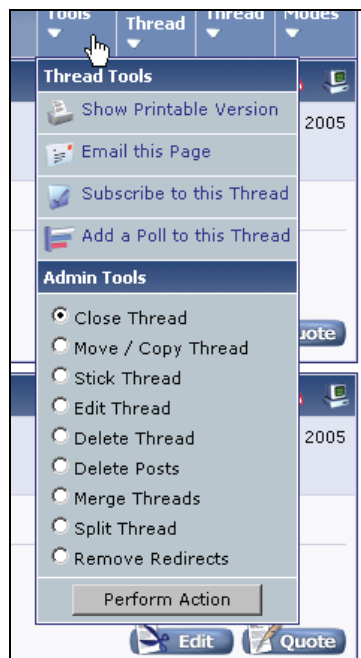 Tools Thread Thread Modes
Thread Tools
Show Printable Version
2005
Email this Page
Subscribe to this Thread
Add a Poll to this Thread
Admin Tools
Close Thread
uote
Move / Copy Thread
Stick Thread
Edit Thread
Delete Thread
2005
Delete Posts
Merge Threads
Split Thread
Remove Redirects
Perform Action
Edit Quote